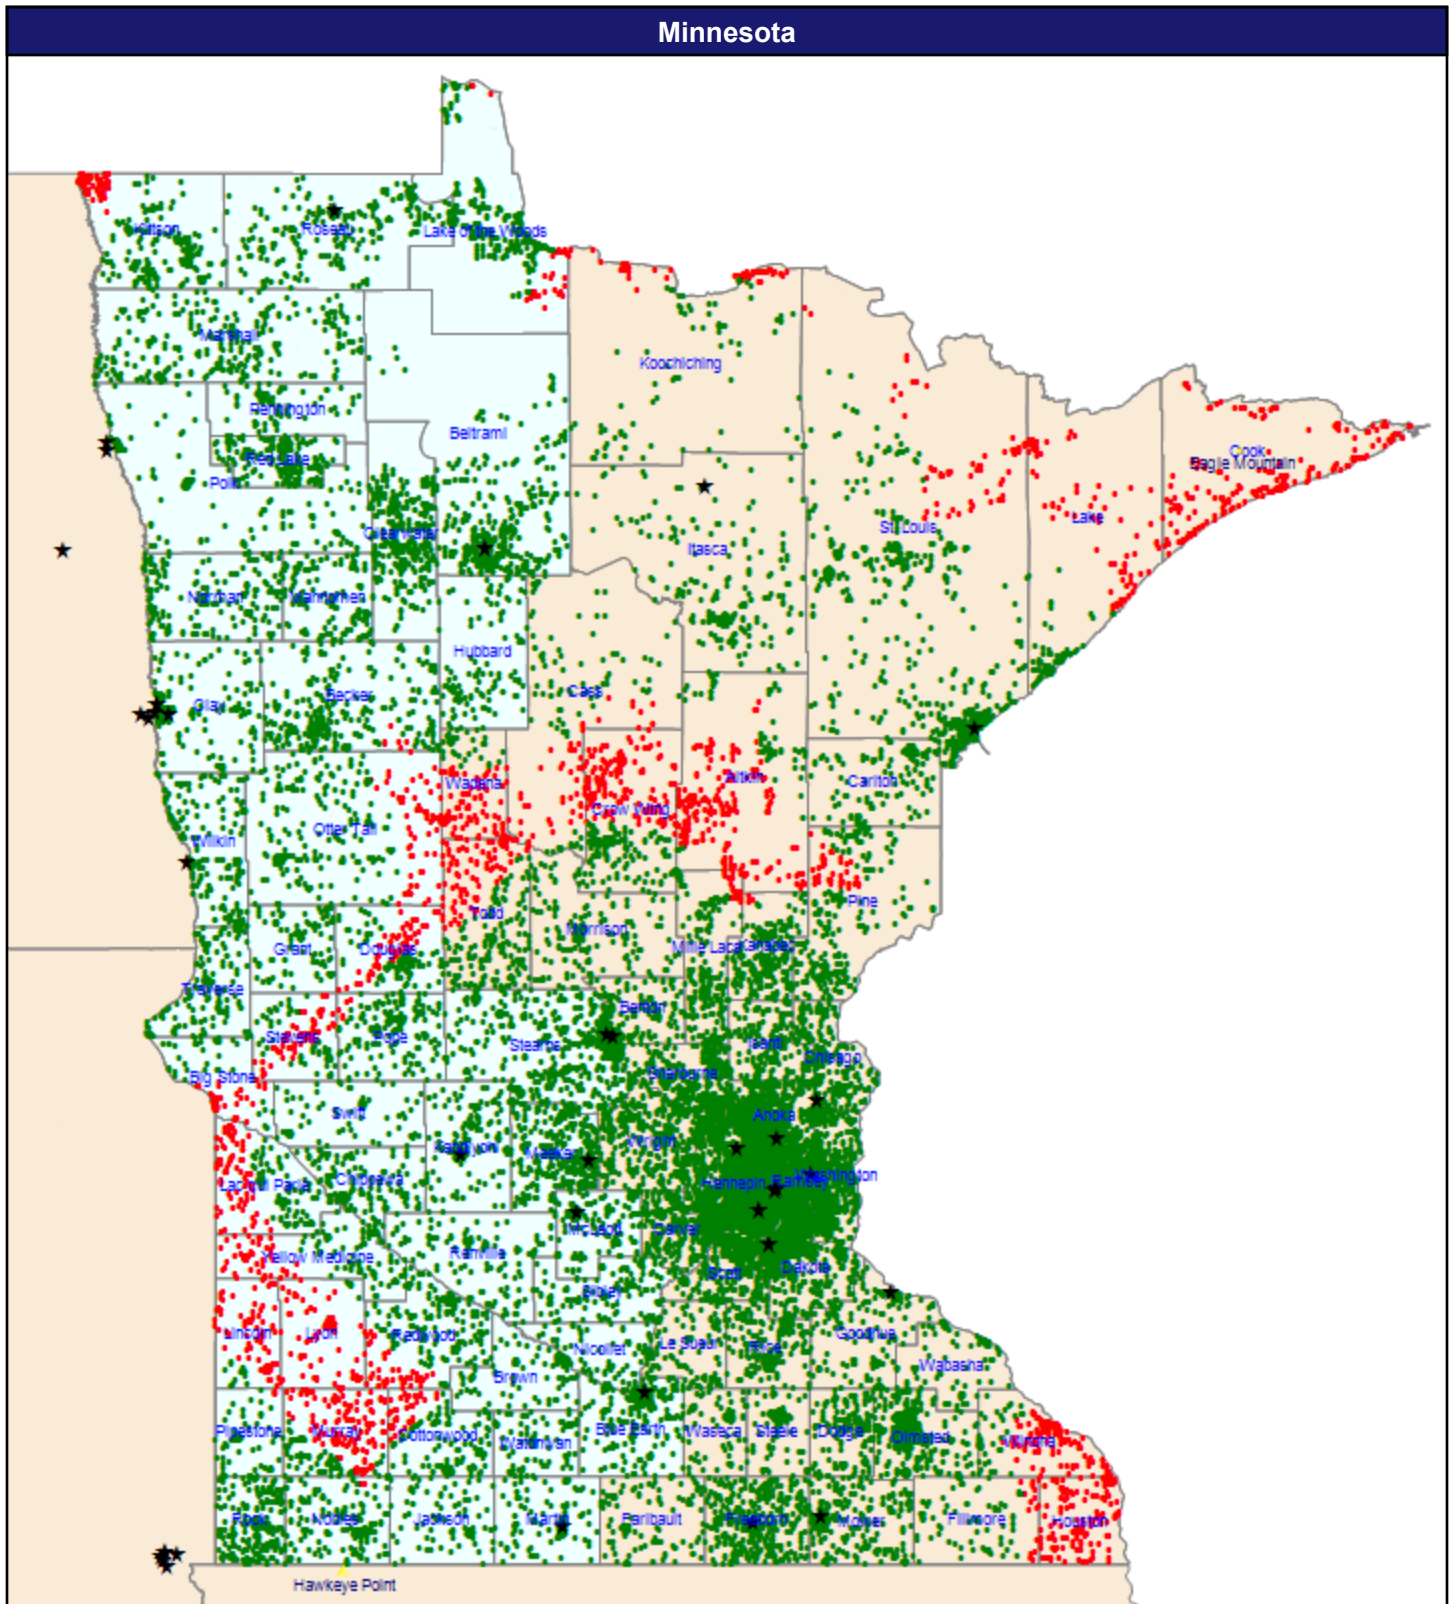 Minnesota
Kittson
Roseau
Lake of the Woods
Marshall
Koochiching
Pennington
Beltrami
Red Lake
Polk
Cook
Eagle Mountain
Clearwater
St. Louis
Lake
Itasca
Norman
Mahnomen
Hubbard
Cass
Becker
Clay
Wadena
Aitkin
Carlton
Crow Wing
Otter Tail
Wilkin
Todd
Pine
Morrison
Grant
Douglas
Mille Lacs
Kanabec
Traverse
Benton
Stevens
Pope
Stearns
Isanti
Chisago
Big Stone
Sherburne
Swift
Anoka
Kandiyohi
Meeker
Wright
Lac qui Parle
Chippewa
Hennepin
Ramsey
Washington
McLeod
Carver
Yellow Medicine
Renville
Scott
Dakota
Sibley
Lincoln
Lyon
Redwood
Nicollet
Le Sueur
Rice
Goodhue
Wabasha
Brown
Pipestone
Murray
Cottonwood
Watonwan
Blue Earth
Waseca
Steele
Dodge
Olmsted
Winona
Rock
Nobles
Jackson
Martin
Faribault
Freeborn
Mower
Fillmore
Houston
Hawkeye Point